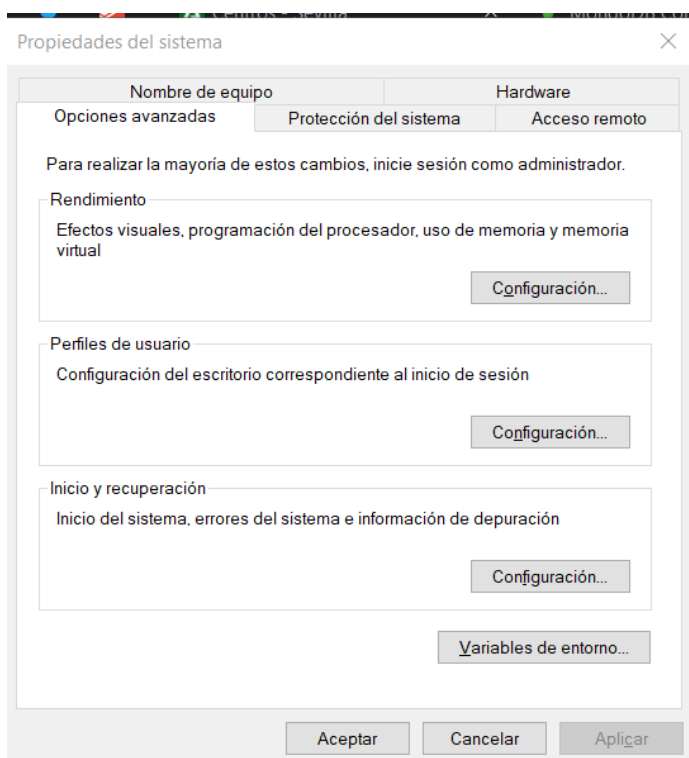 Propiedades del sistema
Nombre de equipo
Hardware
Opciones avanzadas
Protección del sistema
Acceso remoto
Para realizar la mayoría de estos cambios, inicie sesión como administrador.
Rendimiento
Efectos visuales, programación del procesador, uso de memoria y memoria
virtual
Configuración...
Perfiles de usuario
Configuración del escritorio correspondiente al inicio de sesión
Configuración...
Inicio y recuperación
Inicio del sistema, errores del sistema e información de depuración
Configuración...
Variables de entorno...
Aceptar
Cancelar
Aplicar